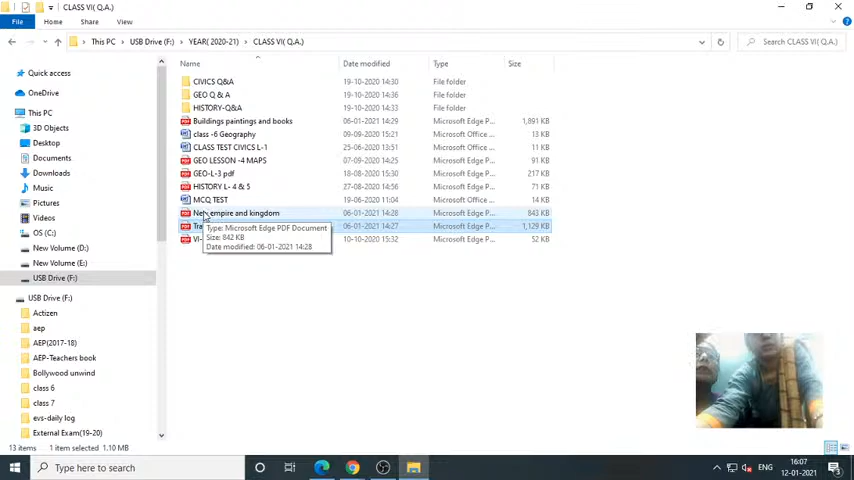 CLASS VI( Q.A.)
File
Home
Share
View
This PC
USB Drive (F:)
YEAR( 2020-21)
CLASS VI( Q.A.)
Search CLASS VI( Q.A.)
Name
Date modified
Type
Size
CIVICS Q&A 19-10-2020 14:30 File folder
GEO Q & A 19-10-2020 14:36 File folder
HISTORY-Q&A 19-10-2020 14:33 File folder
Buildings paintings and books 06-01-2021 14:29 Microsoft Edge P... 1,891 KB
class -6 Geography 09-09-2020 15:21 Microsoft Office ... 13 KB
CLASS TEST CIVICS L-1 25-06-2020 13:51 Microsoft Office ... 11 KB
GEO LESSON -4 MAPS 07-09-2020 14:25 Microsoft Edge P... 91 KB
GEO-L-3 pdf 27-08-2020 15:30 Microsoft Edge P... 217 KB
HISTORY L- 4 & 5 27-08-2020 14:56 Microsoft Edge P... 71 KB
MCQ TEST 19-06-2020 11:04 Microsoft Office ... 14 KB
New empire and kingdom 06-01-2021 14:28 Microsoft Edge P... 843 KB
Tra 06-01-2021 14:27 Microsoft Edge P... 1,129 KB
VI- 10-10-2020 15:32 Microsoft Edge P... 52 KB
Type: Microsoft Edge PDF Document
Size: 842 KB
Date modified: 06-01-2021 14:28
Quick access
OneDrive
This PC
3D Objects
Desktop
Documents
Downloads
Music
Pictures
Videos
OS (C:)
New Volume (D:)
New Volume (E:)
USB Drive (F:)
USB Drive (F:)
Actizen
aep
AEP(2017-18)
AEP-Teachers book
Bollywood unwind
class 6
class 7
evs-daily log
External Exam(19-20)
13 items
1 item selected 1.10 MB
Type here to search
ENG
16:07
12-01-2021